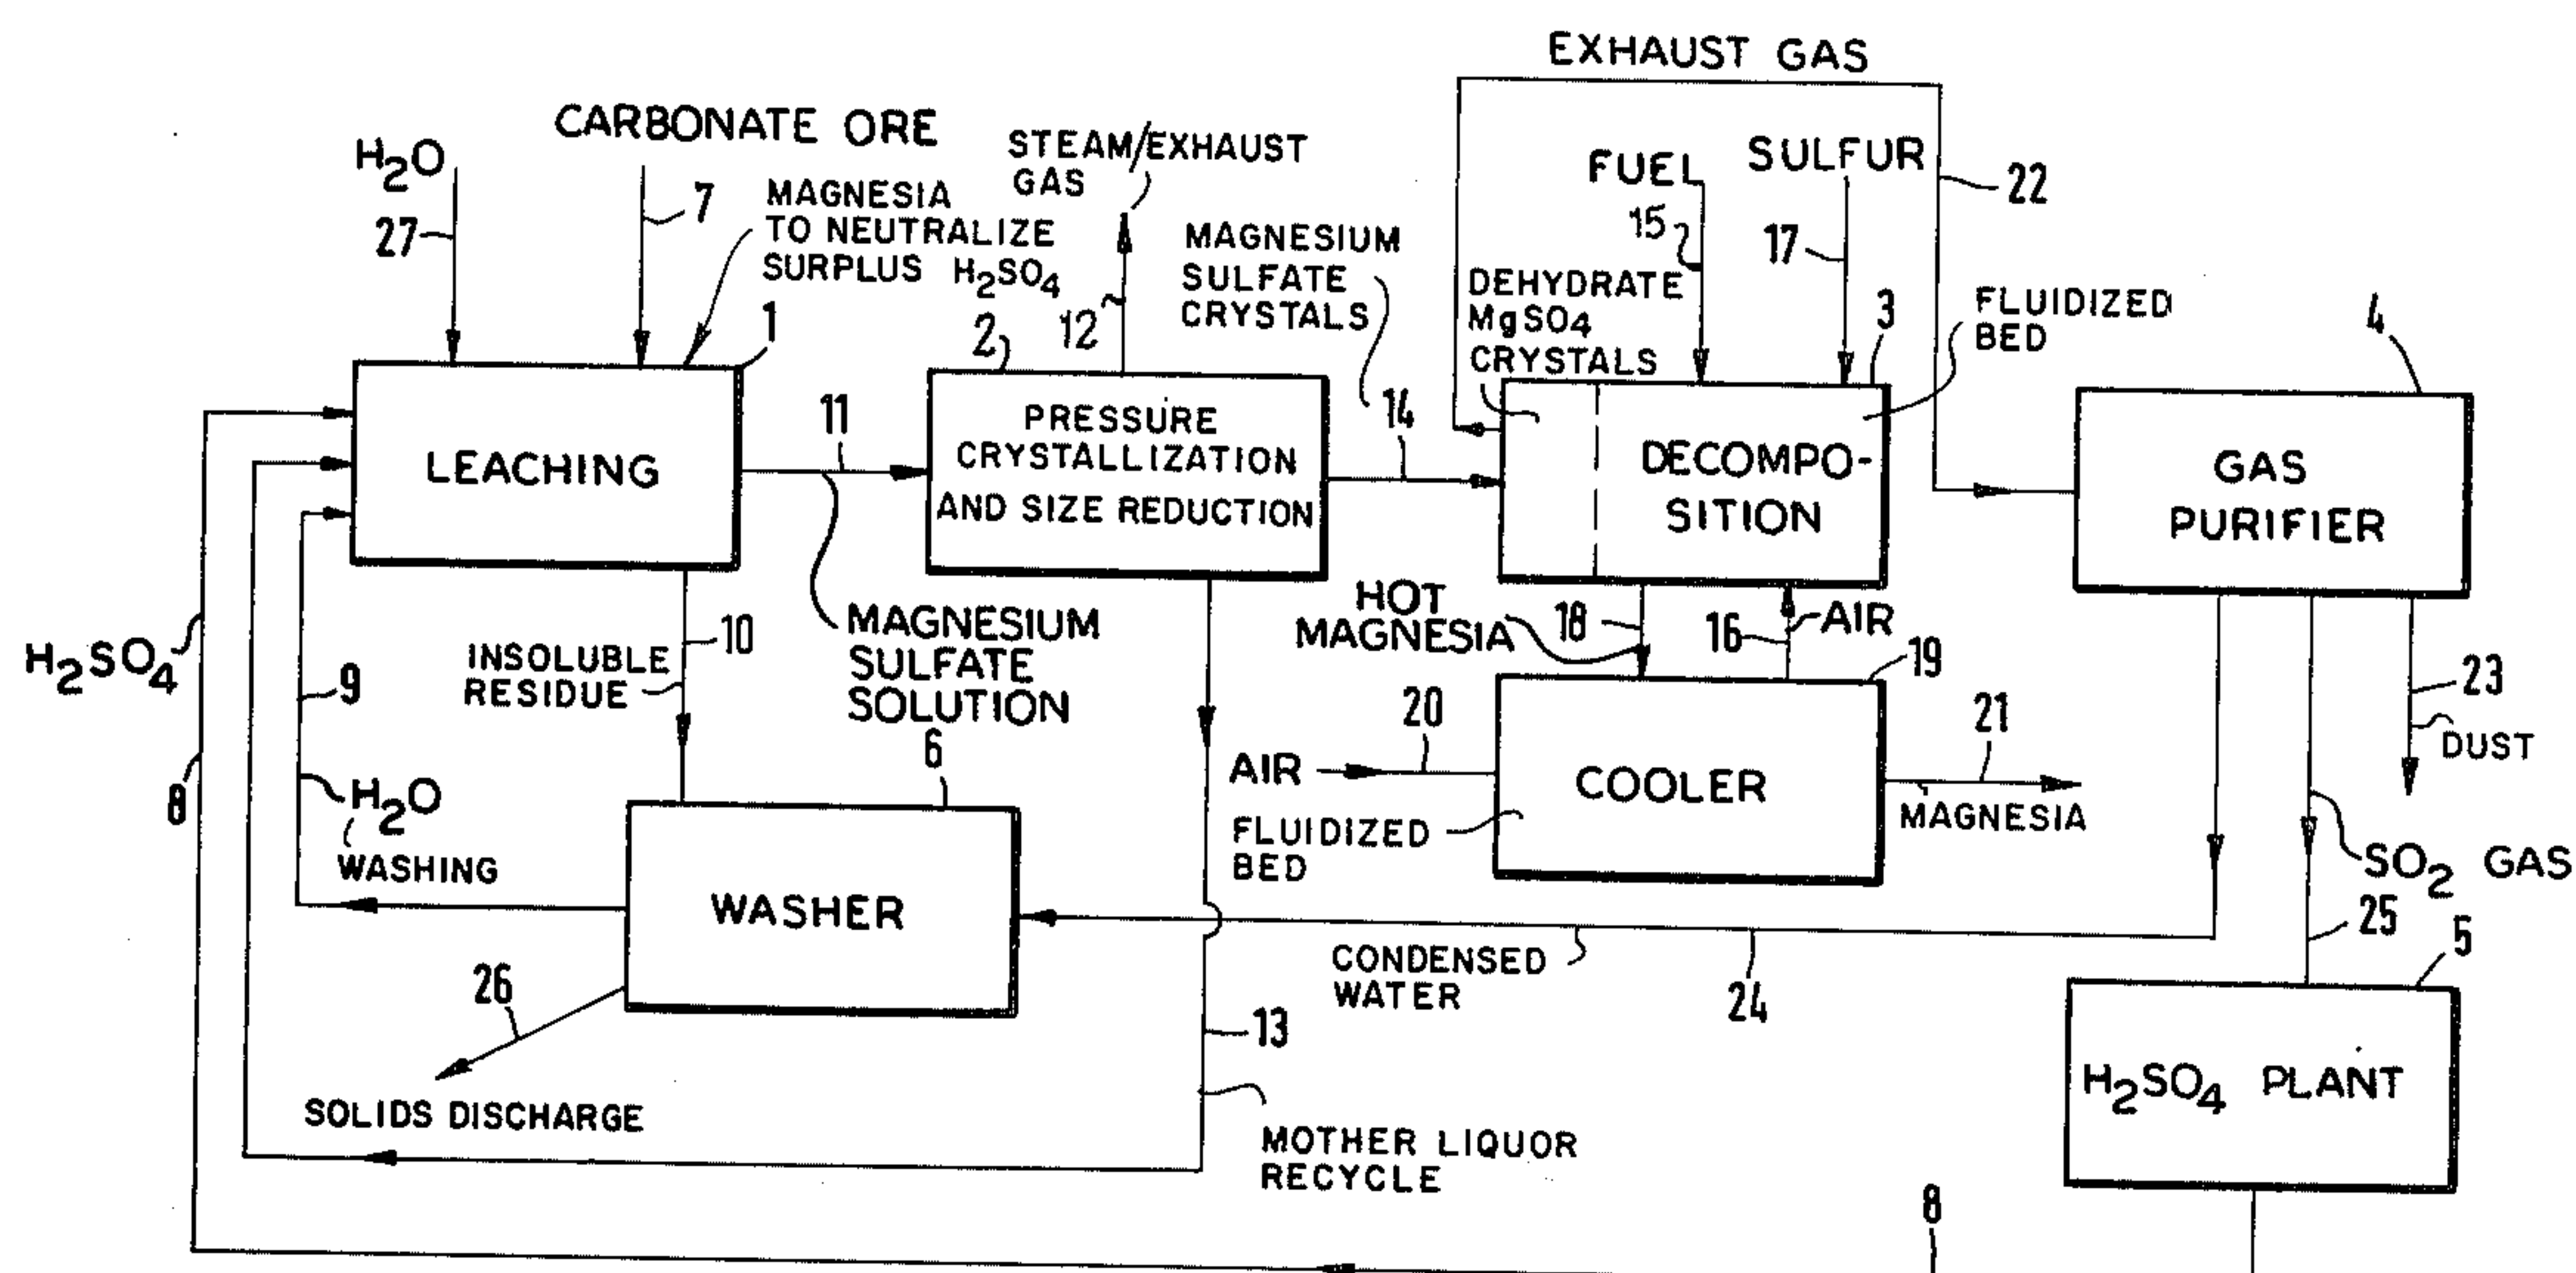 EXHAUST GAS
CARBONATE ORE
H2O
STEAM/EXHAUST
GAS
FUEL
SULFUR
22
27
7
MAGNESIA
TO NEUTRALIZE
SURPLUS H2SO4
15
17
MAGNESIUM
SULFATE
CRYSTALS
DEHYDRATE
MgSO4
CRYSTALS
FLUIDIZED
BED
1
2
12
3
4
LEACHING
11
PRESSURE
CRYSTALLIZATION
AND SIZE REDUCTION
14
DECOMPO-
SITION
GAS
PURIFIER
H2SO4
9
INSOLUBLE
RESIDUE
10
MAGNESIUM
SULFATE
SOLUTION
HOT
MAGNESIA
18
16
AIR
19
23
DUST
8
H2O
WASHING
6
AIR
20
COOLER
21
MAGNESIA
FLUIDIZED
BED
SO2 GAS
WASHER
25
5
CONDENSED
WATER
24
26
13
SOLIDS DISCHARGE
H2SO4 PLANT
MOTHER LIQUOR
RECYCLE
8